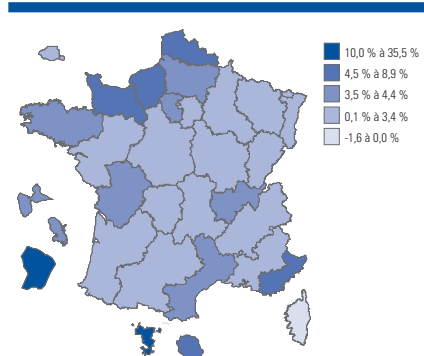 10,0 % à 35,5 %
4,5 % à 8,9 %
3,5 % à 4,4 %
0,1 % à 3,4 %
-1,6 à 0,0 %